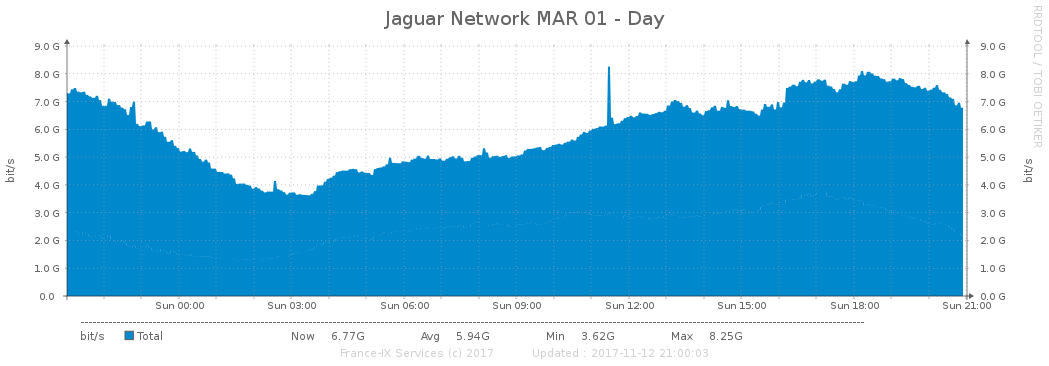 Jaguar Network MAR 01 - Day
RRDTOOL / TOBI OETIKER
9.0 G 9.0 G
8.0 G 8.0 G
7.0 G 7.0 G
6.0 G 6.0 G
5.0 G 5.0 G
4.0 G 4.0 G
3.0 G 3.0 G
2.0 G 2.0 G
1.0 G 1.0 G
0.0 0.0 G
bit/s
bit/s
Sun 00:00 Sun 03:00 Sun 06:00 Sun 09:00 Sun 12:00 Sun 15:00 Sun 18:00 Sun 21:00
bit/s Total Now 6.77G Avg 5.94G Min 3.62G Max 8.25G
France-IX Services (c) 2017 Updated : 2017-11-12 21:00:03